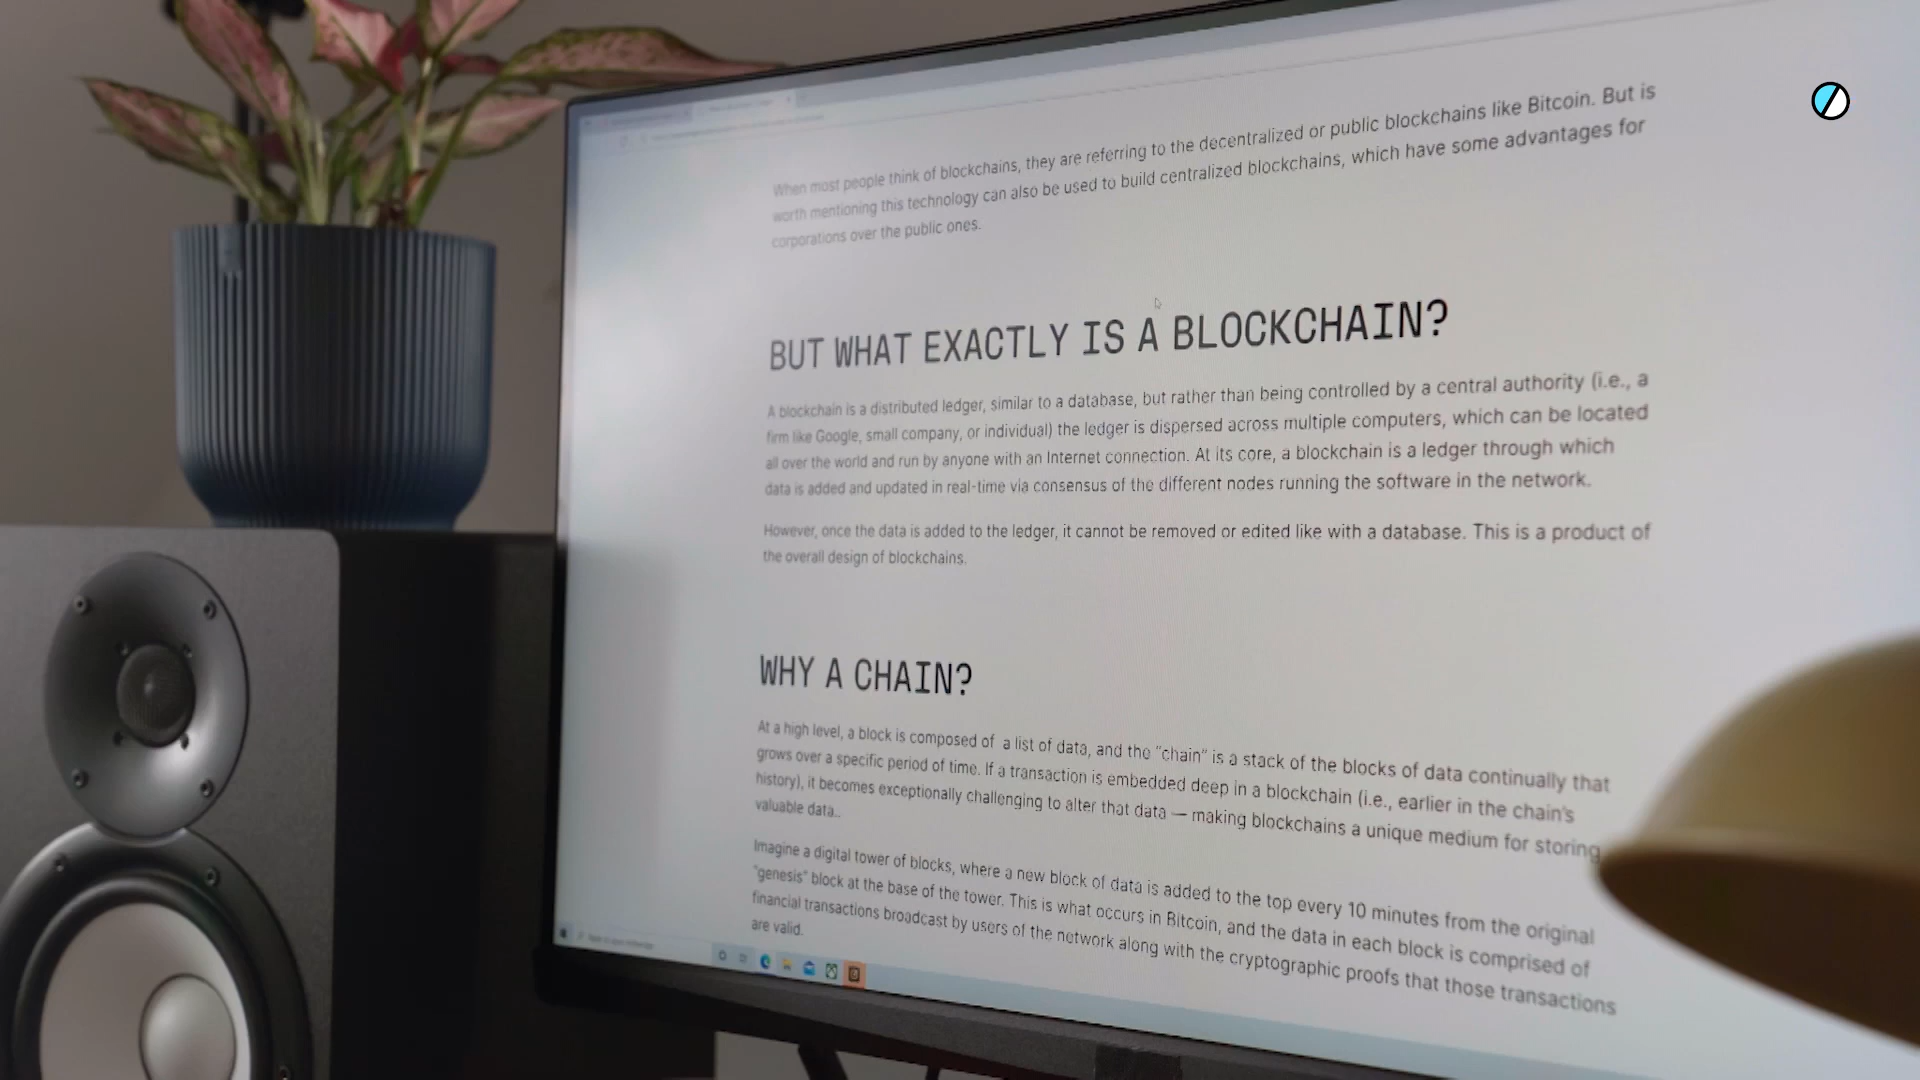 When most people think of blockchains, they are referring to the decentralized or public blockchains like Bitcoin. But is
worth mentioning this technology can also be used to build centralized blockchains, which have some advantages for
corporations over the public ones.
BUT WHAT EXACTLY IS A BLOCKCHAIN?
A blockchain is a distributed ledger, similar to a database, but rather than being controlled by a central authority (i.e., a
firm like Google, small company, or individual) the ledger is dispersed across multiple computers, which can be located
all over the world and run by anyone with an Internet connection. At its core, a blockchain is a ledger through which
data is added and updated in real-time via consensus of the different nodes running the software in the network.
However, once the data is added to the ledger, it cannot be removed or edited like with a database. This is a product of
the overall design of blockchains.
WHY A CHAIN?
At a high level, a block is composed of a list of data, and the “chain” is a stack of the blocks of data continually that
grows over a specific period of time. If a transaction is embedded deep in a blockchain (i.e., earlier in the chain's
history), it becomes exceptionally challenging to alter that data — making blockchains a unique medium for storing
valuable data..
Imagine a digital tower of blocks, where a new block of data is added to the top every 10 minutes from the original
“genesis” block at the base of the tower. This is what occurs in Bitcoin, and the data in each block is comprised of
financial transactions broadcast by users of the network along with the cryptographic proofs that those transactions
are valid.